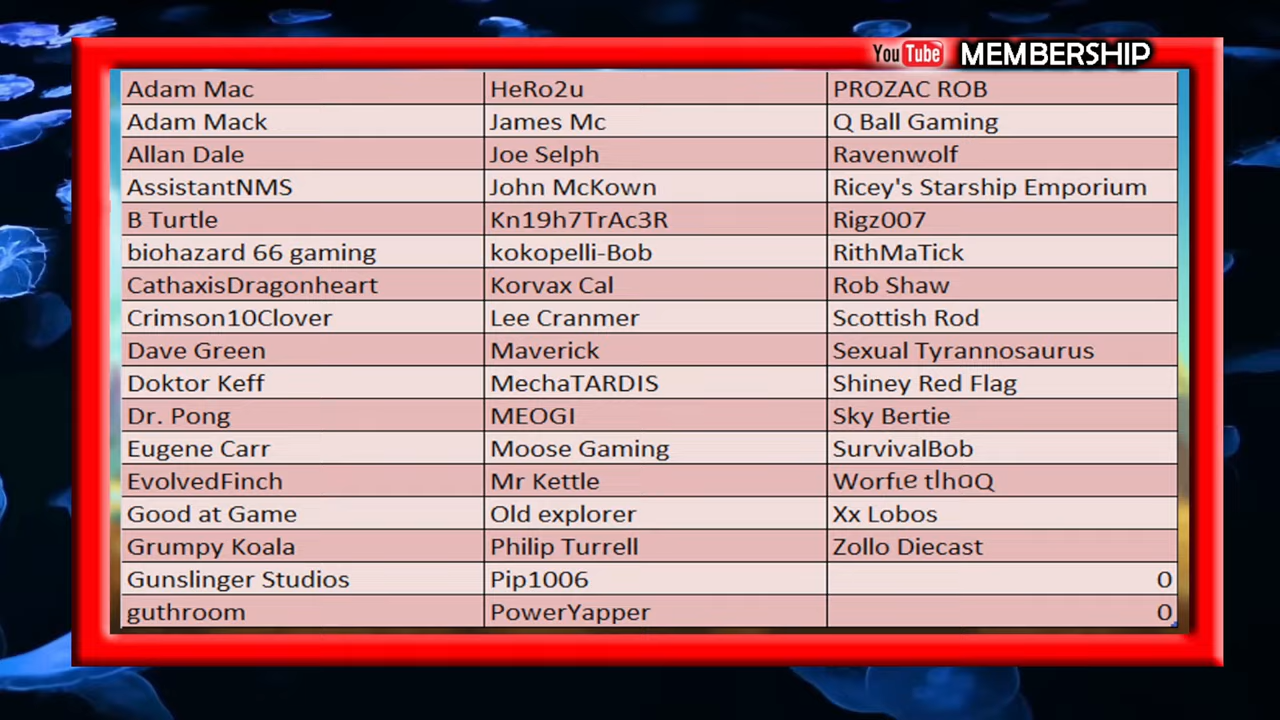 YouTube MEMBERSHIP
Adam Mac HeRo2u PROZAC ROB
Adam Mack James Mc Q Ball Gaming
Allan Dale Joe Selph Ravenwolf
AssistantNMS John McKown Ricey's Starship Emporium
B Turtle Kn19h7TrAc3R Rigz007
biohazard 66 gaming kokopelli-Bob RithMaTick
CathaxisDragonheart Korvax Cal Rob Shaw
Crimson10Clover Lee Cranmer Scottish Rod
Dave Green Maverick Sexual Tyrannosaurus
Doktor Keff MechaTARDIS Shiney Red Flag
Dr. Pong MEOGI Sky Bertie
Eugene Carr Moose Gaming SurvivalBob
EvolvedFinch Mr Kettle
Good at Game Old explorer Xx Lobos
Grumpy Koala Philip Turrell Zollo Diecast
Gunslinger Studios Pip1006 0
guthroom PowerYapper 0